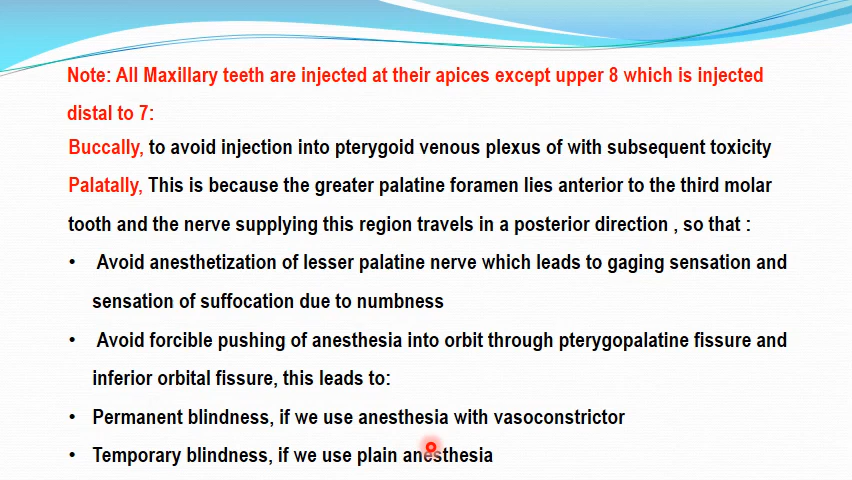 Note: All Maxillary teeth are injected at their apices except upper 8 which is injected
distal to 7:
Buccally, to avoid injection into pterygoid venous plexus of with subsequent toxicity
Palatally, This is because the greater palatine foramen lies anterior to the third molar
tooth and the nerve supplying this region travels in a posterior direction , so that :
• Avoid anesthetization of lesser palatine nerve which leads to gaging sensation and
sensation of suffocation due to numbness
• Avoid forcible pushing of anesthesia into orbit through pterygopalatine fissure and
inferior orbital fissure, this leads to:
• Permanent blindness, if we use anesthesia with vasoconstrictor
• Temporary blindness, if we use plain anesthesia